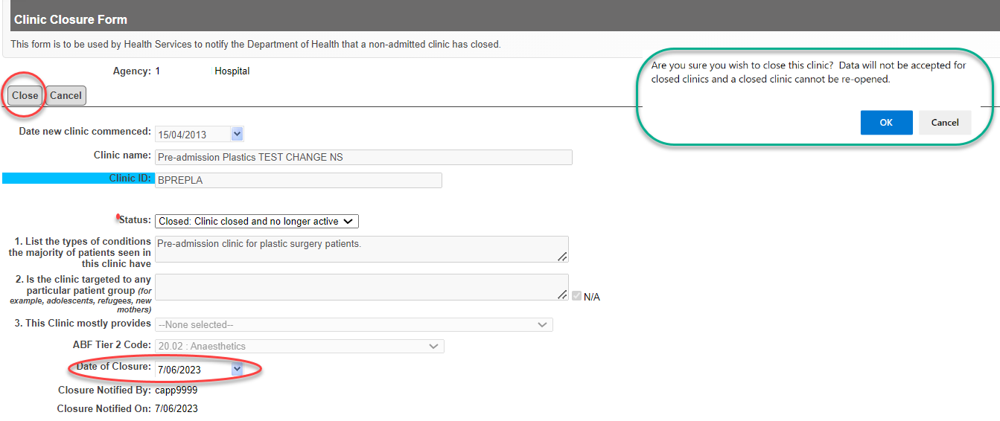 Clinic Closure Form
This form is to be used by Health Services to notify the Department of Health that a non-admitted clinic has closed.
Agency: 1 Hospital
Close Cancel
Are you sure you wish to close this clinic? Data will not be accepted for
closed clinics and a closed clinic cannot be re-opened.
OK Cancel
Date new clinic commenced: 15/04/2013
Clinic name: Pre-admission Plastics TEST CHANGE NS
Clinic ID: BPREPLA
Status: Closed: Clinic closed and no longer active
1. List the types of conditions
the majority of patients seen in
this clinic have
Pre-admission clinic for plastic surgery patients.
2. Is the clinic targeted to any
particular patient group (for
example, adolescents, refugees, new
mothers)
N/A
3. This Clinic mostly provides --None selected--
ABF Tier 2 Code: 20.02 : Anaesthetics
Date of Closure: 7/06/2023
Closure Notified By: capp9999
Closure Notified On: 7/06/2023